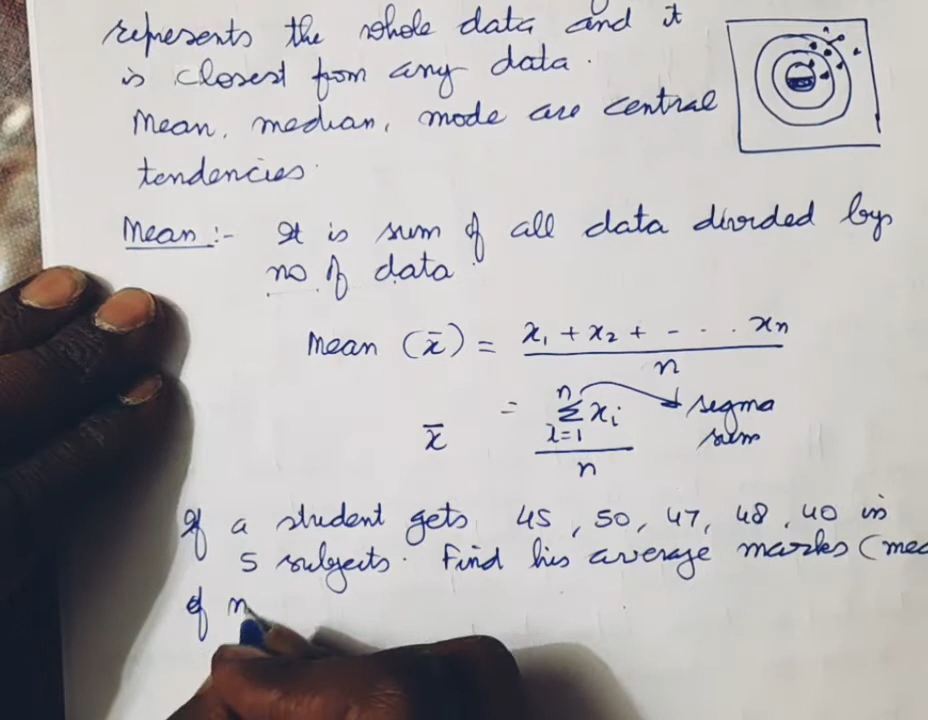 represents the whole data and it
is closest from any data.
Mean, median, mode are central
tendencies.
Mean :- It is sum of all data divided by
no of data
Mean (x̄) = x₁ + x₂ + - . . . xₙ / n
x̄ = n Σ i=1 xᵢ / n → sigma
sum
If a student gets 45, 50, 47, 48, 40 in
5 subjects. Find his average marks (mea
of m